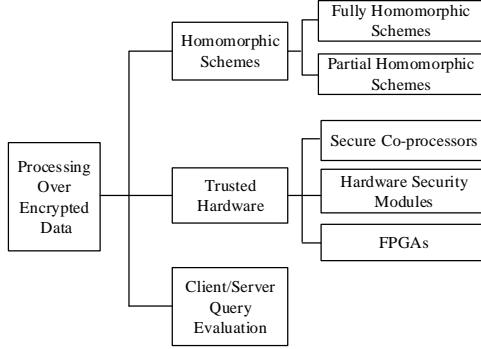 Processing
Over
Encrypted
Data
Homomorphic
Schemes
Fully Homomorphic
Schemes
Partial Homomorphic
Schemes
Trusted
Hardware
Secure Co-processors
Hardware Security
Modules
FPGAs
Client/Server
Query
Evaluation